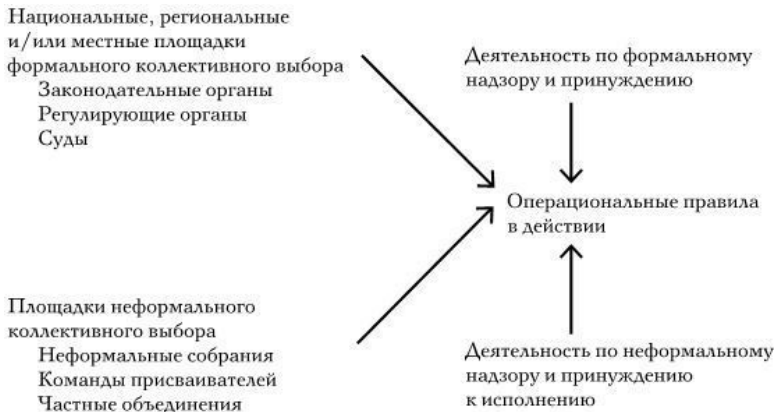 Национальные, региональные
и/или местные площадки
формального коллективного выбора
Законодательные органы
Регулирующие органы
Суды
Деятельность по формальному
надзору и принуждению
Операциональные правила
в действии
Площадки неформального
коллективного выбора
Неформальные собрания
Команды присваивателей
Частные объединения
Деятельность по неформальному
надзору и принуждению
к исполнению